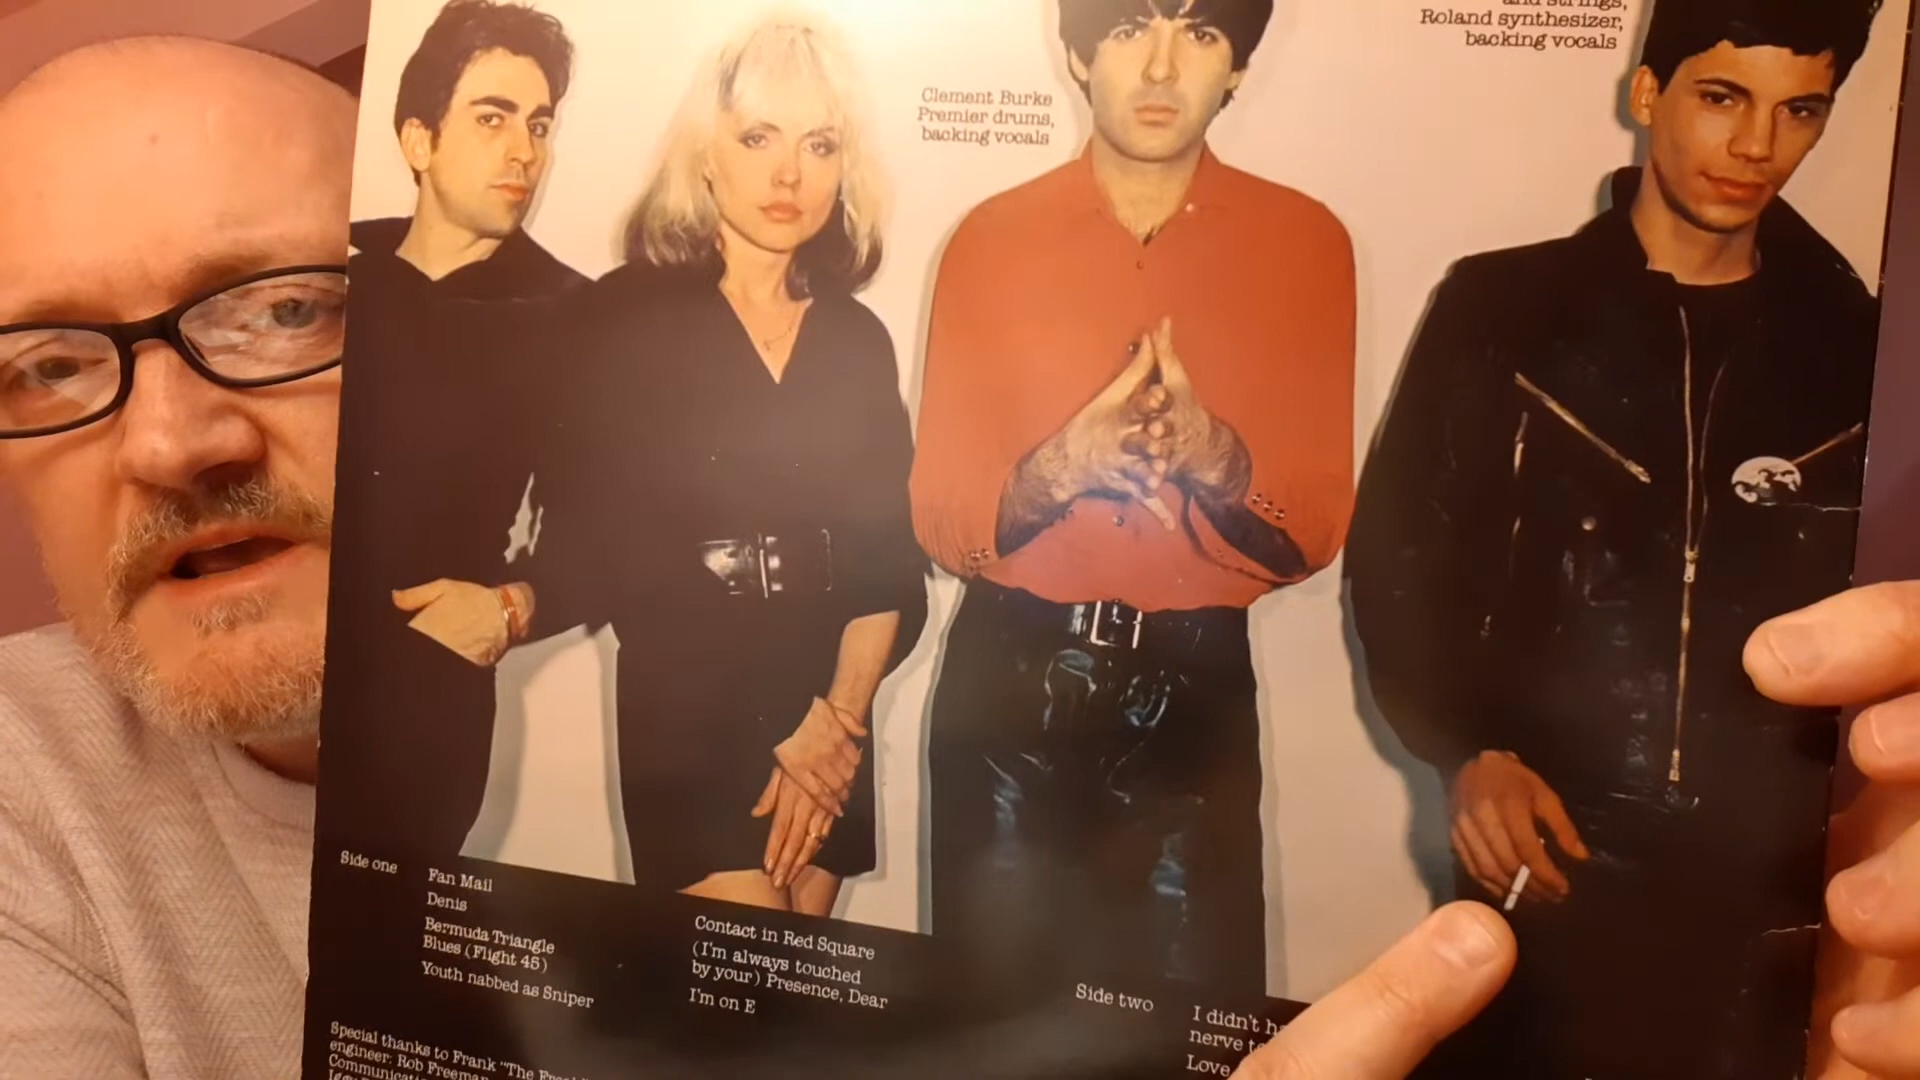 and strings,
Roland synthesizer,
backing vocals
Clement Burke
Premier drums,
backing vocals
Side one
Fan Mail
Denis
Bermuda Triangle
Blues (Flight 45)
Youth nabbed as Sniper
Contact in Red Square
(I'm always touched
by your) Presence, Dear
I'm on E
Side two
I didn't
nerve
Love
Special thanks to Frank "The
engineer: Rob Freeman